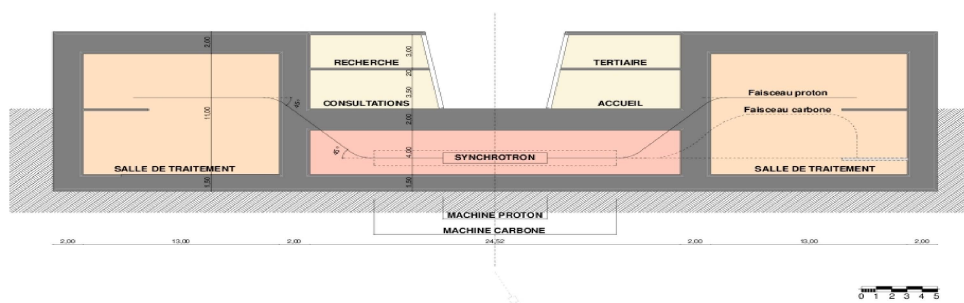 2,00
3,00
RECHERCHE
TERTIAIRE
20
Faisceau proton
45°
CONSULTATIONS
3,50
ACCUEIL
Faisceau carbone
11,00
2,00
45°
4,00
SYNCHROTRON
SALLE DE TRAITEMENT
SALLE DE TRAITEMENT
1,50
1,50
MACHINE PROTON
MACHINE CARBONE
2,00 13,00 2,00 24,52 2,00 13,00 2,00
0 1 2 3 4 5